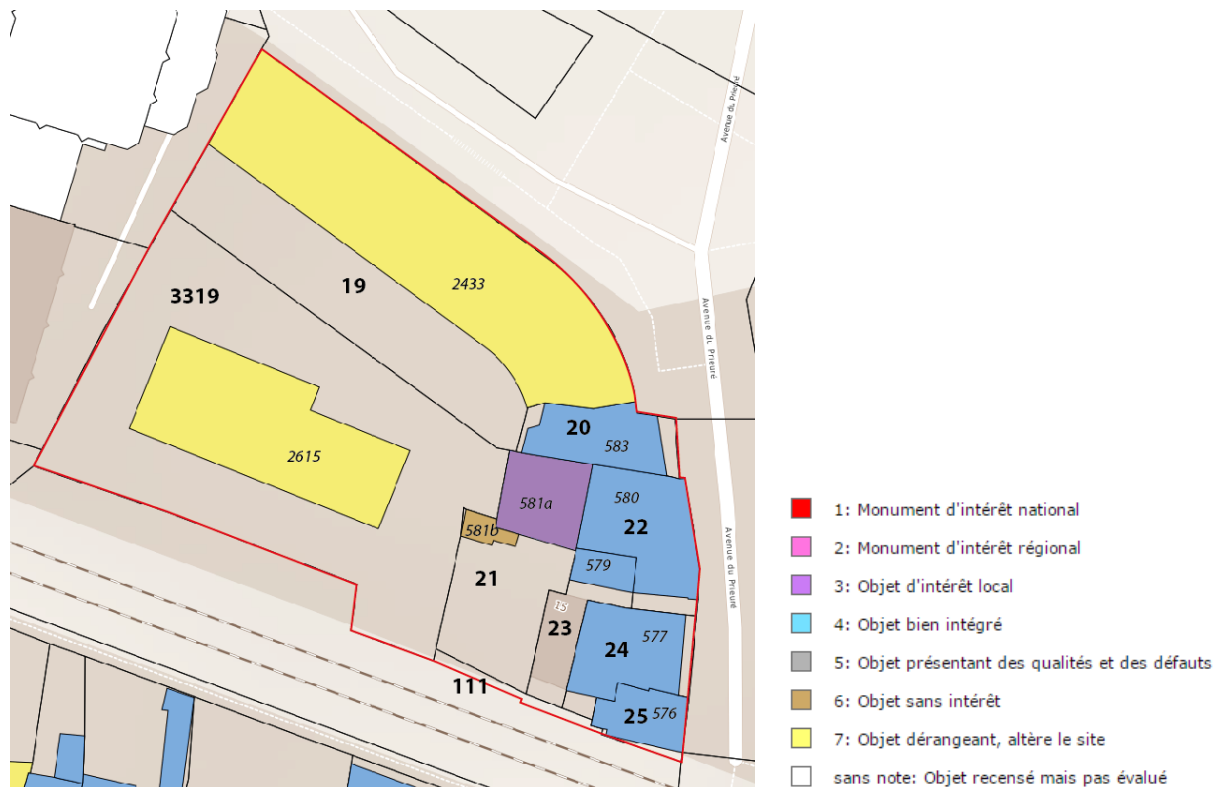 Avenue du Prieuré
19
2433
3319
Avenue du Prieuré
20
583
2615
581a
580
22
581b
579
21
Avenue du Prieuré
15
23
577
24
111
25
576
1: Monument d'intérêt national
2: Monument d'intérêt régional
3: Objet d'intérêt local
4: Objet bien intégré
5: Objet présentant des qualités et des défauts
6: Objet sans intérêt
7: Objet dérangeant, altère le site
sans note: Objet recensé mais pas évalué